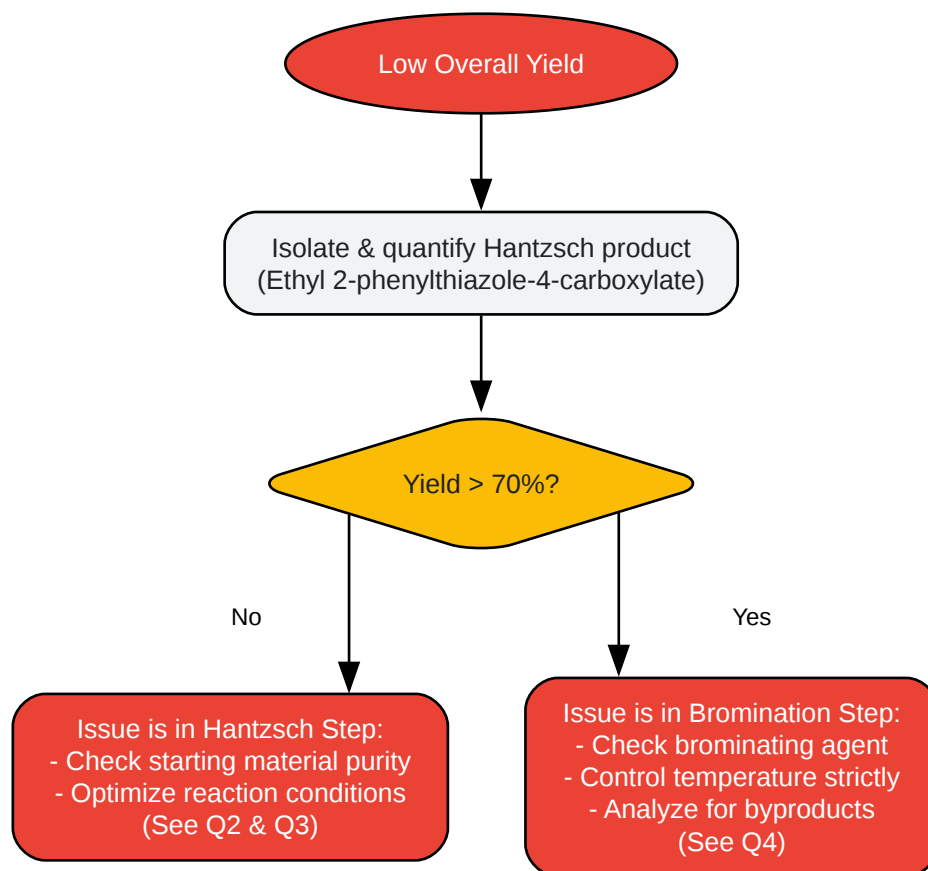 Low Overall Yield
Isolate & quantify Hantzsch product
(Ethyl 2-phenylthiazole-4-carboxylate)
Yield > 70%?
No
Yes
Issue is in Hantzsch Step:
- Check starting material purity
- Optimize reaction conditions
(See Q2 & Q3)
Issue is in Bromination Step:
- Check brominating agent
- Control temperature strictly
- Analyze for byproducts
(See Q4)